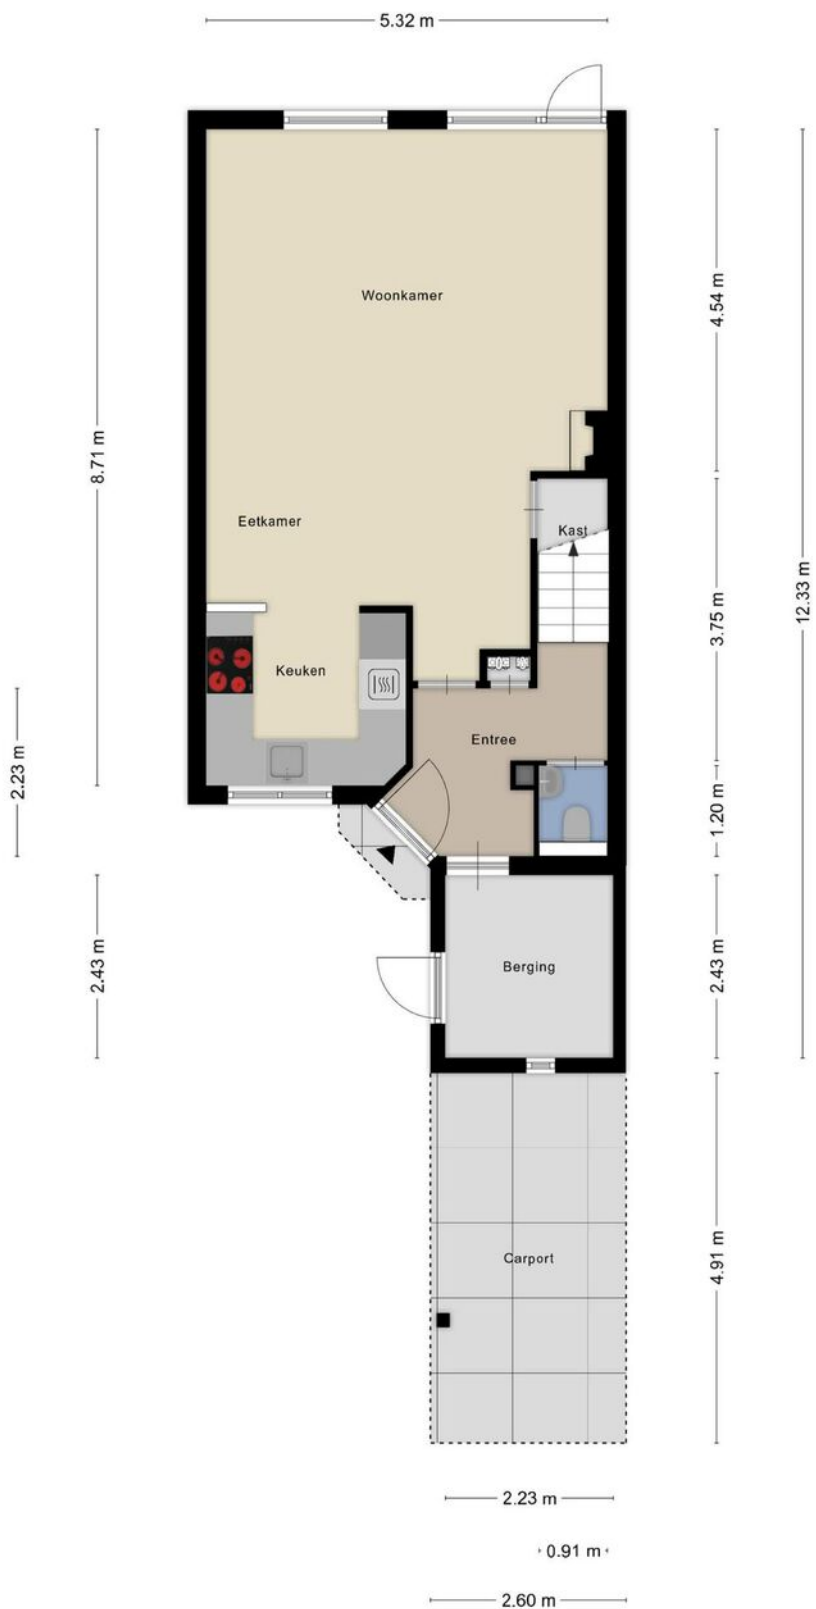 5.32 m
Woonkamer
4.54 m
8.71 m
Eetkamer
Kast
12.33 m
3.75 m
Keuken
Entree
2.23 m
1.20 m
Berging
2.43 m
2.43 m
Carport
4.91 m
2.23 m
0.91 m
2.60 m